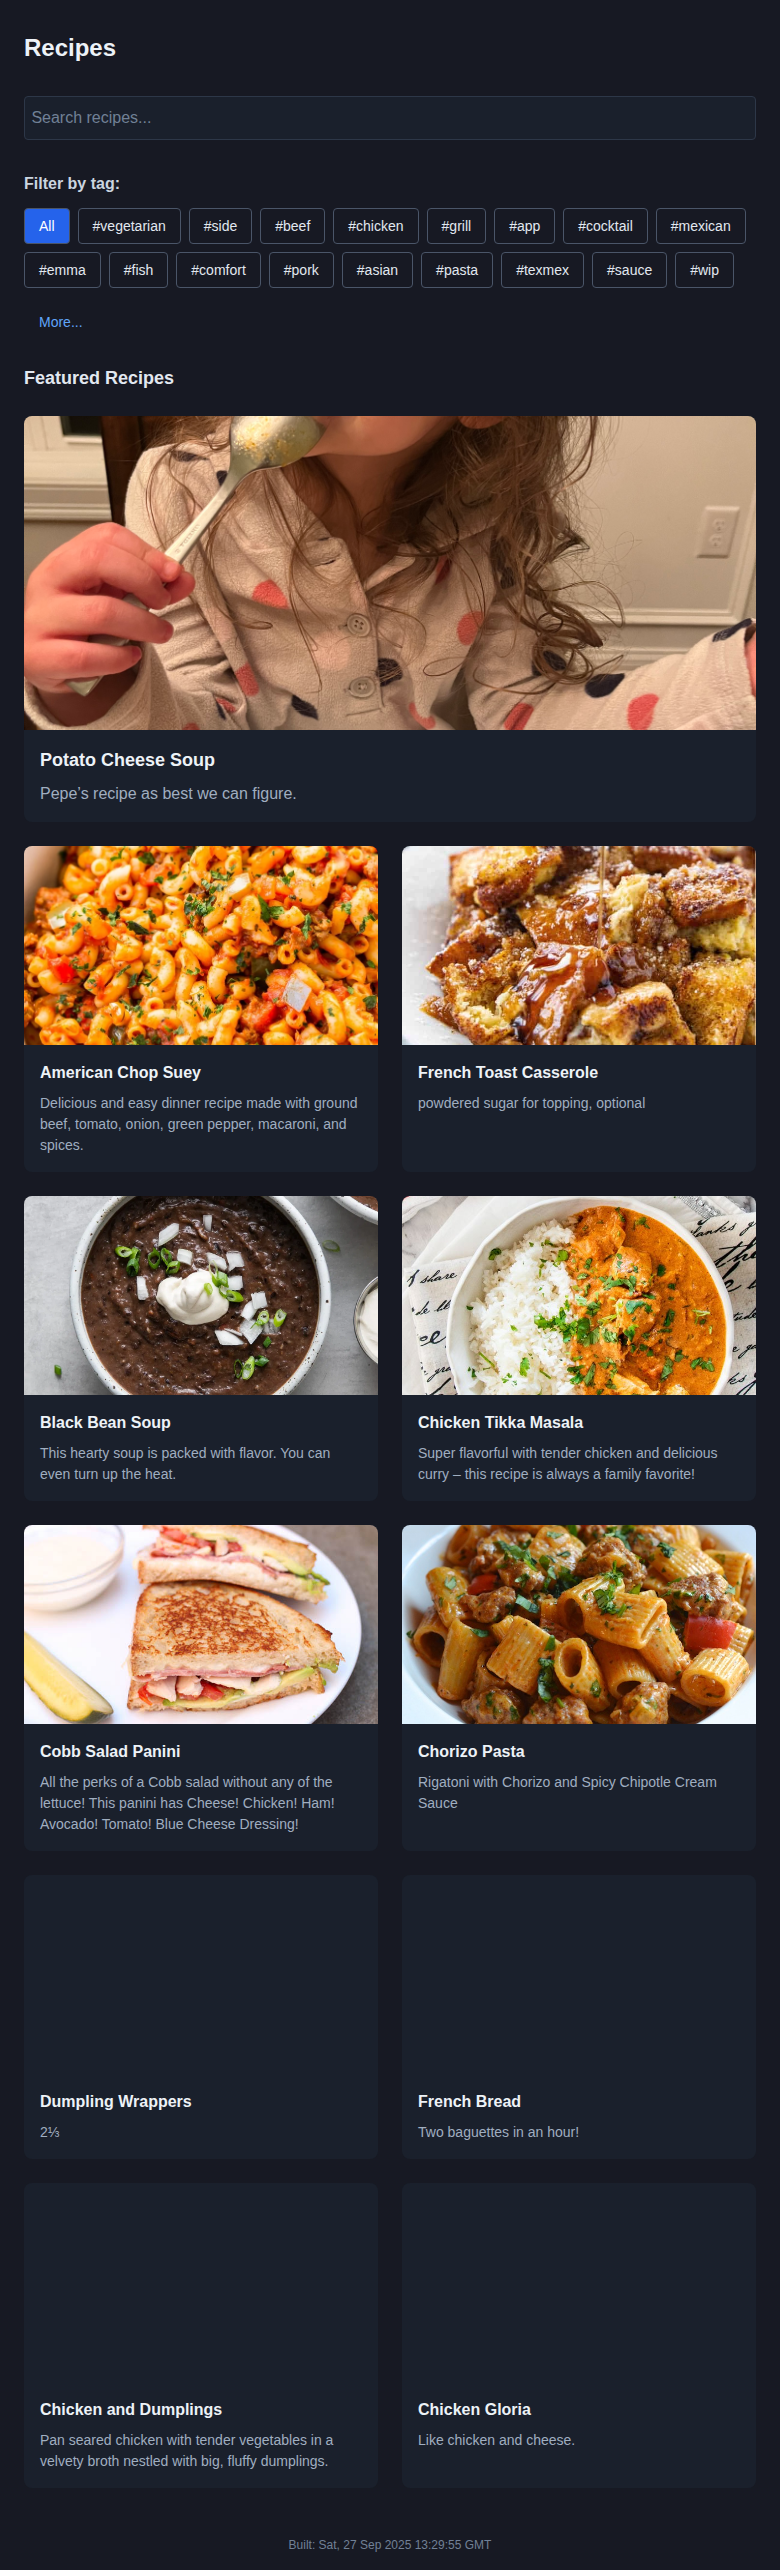 Recipes
Search recipes...
Filter by tag:
All #vegetarian #side #beef #chicken #grill #app #cocktail #mexican
#emma #fish #comfort #pork #asian #pasta #texmex #sauce #wip
More...
Featured Recipes
Potato Cheese Soup
Pepe’s recipe as best we can figure.
American Chop Suey
Delicious and easy dinner recipe made with ground
beef, tomato, onion, green pepper, macaroni, and
spices.
French Toast Casserole
powdered sugar for topping, optional
share
Black Bean Soup
This hearty soup is packed with flavor. You can
even turn up the heat.
Chicken Tikka Masala
Super flavorful with tender chicken and delicious
curry – this recipe is always a family favorite!
Cobb Salad Panini
All the perks of a Cobb salad without any of the
lettuce! This panini has Cheese! Chicken! Ham!
Avocado! Tomato! Blue Cheese Dressing!
Chorizo Pasta
Rigatoni with Chorizo and Spicy Chipotle Cream
Sauce
Dumpling Wrappers
2⅓
French Bread
Two baguettes in an hour!
Chicken and Dumplings
Pan seared chicken with tender vegetables in a
velvety broth nestled with big, fluffy dumplings.
Chicken Gloria
Like chicken and cheese.
Built: Sat, 27 Sep 2025 13:29:55 GMT